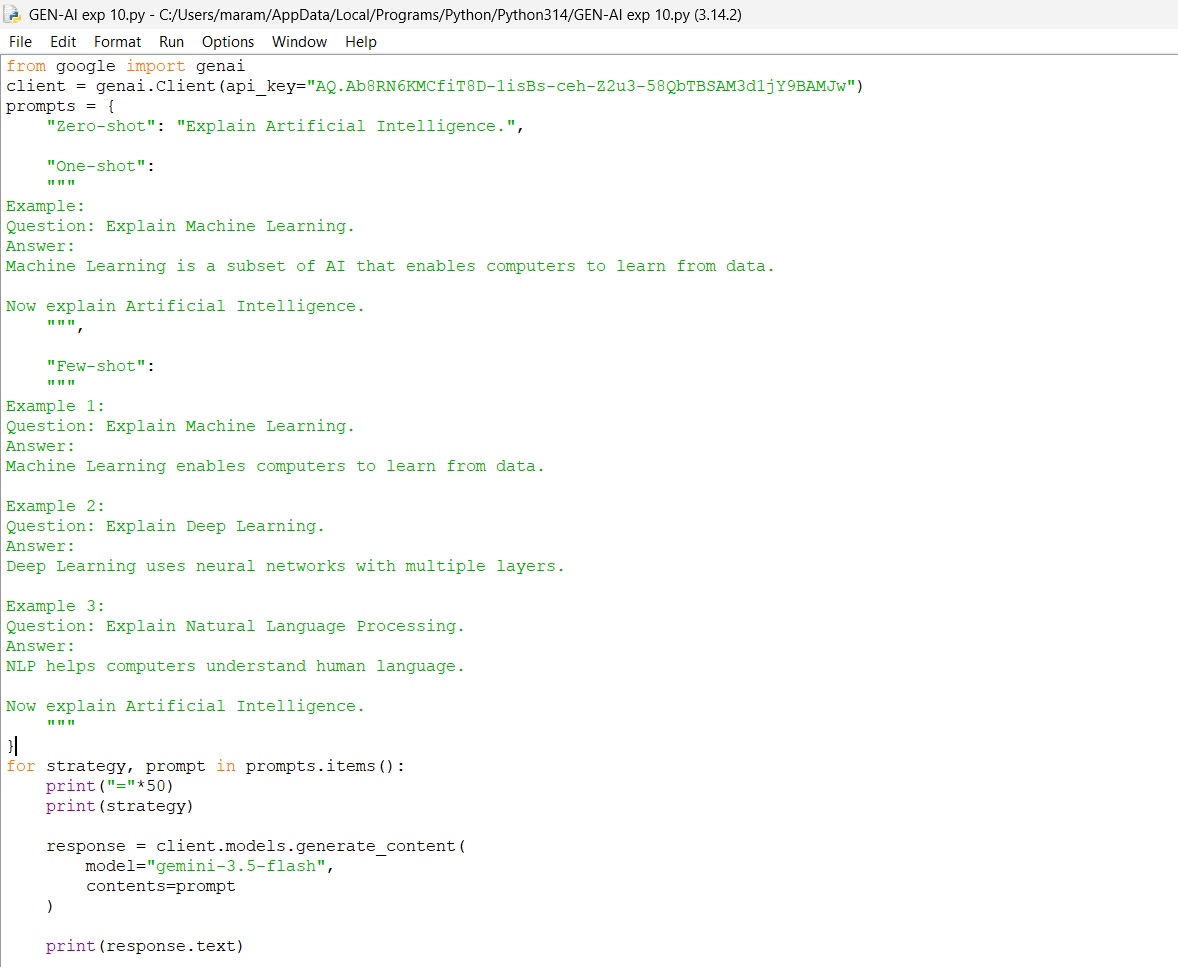 GEN-AI exp 10.py - C:/Users/maram/AppData/Local/Programs/Python/Python314/GEN-AI exp 10.py (3.14.2)
File Edit Format Run Options Window Help
from google import genai
client = genai.Client(api_key="AQ.Ab8RN6KMCfiT8D-lisBs-ceh-Z2u3-58QbTBSAM3dljY9BAMJw")
prompts = {
    "Zero-shot": "Explain Artificial Intelligence.",

    "One-shot":
    """
Example:
Question: Explain Machine Learning.
Answer:
Machine Learning is a subset of AI that enables computers to learn from data.

Now explain Artificial Intelligence.
    """,

    "Few-shot":
    """
Example 1:
Question: Explain Machine Learning.
Answer:
Machine Learning enables computers to learn from data.

Example 2:
Question: Explain Deep Learning.
Answer:
Deep Learning uses neural networks with multiple layers.

Example 3:
Question: Explain Natural Language Processing.
Answer:
NLP helps computers understand human language.

Now explain Artificial Intelligence.
    """
}
for strategy, prompt in prompts.items():
    print("="*50)
    print(strategy)

    response = client.models.generate_content(
        model="gemini-3.5-flash",
        contents=prompt
    )

    print(response.text)